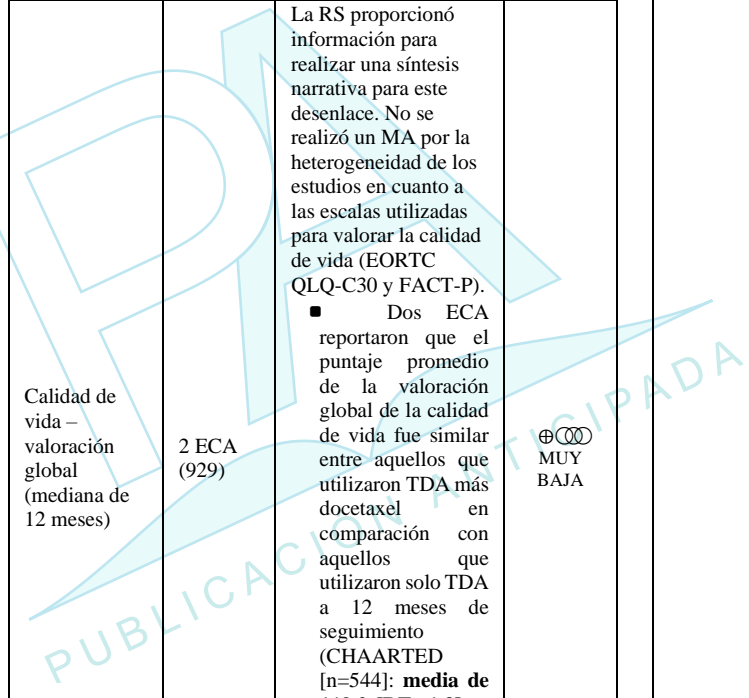 La RS proporcionó
información para
realizar una síntesis
narrativa para este
desenlace. No se
realizó un MA por la
heterogeneidad de los
estudios en cuanto a
las escalas utilizadas
para valorar la calidad
de vida (EORTC
QLQ-C30 y FACT-P).
Calidad de
vida –
valoración
global
(mediana de
12 meses)
2 ECA
(929)
■ Dos ECA
reportaron que el
puntaje promedio
de la valoración
global de la calidad
de vida fue similar
entre aquellos que
utilizaron TDA más
docetaxel en
comparación con
aquellos que
utilizaron solo TDA
a 12 meses de
seguimiento
(CHAARTED
[n=544]: media de
⊕◯◯◯
MUY
BAJA
PA
PUBLICACION ANTICIPADA